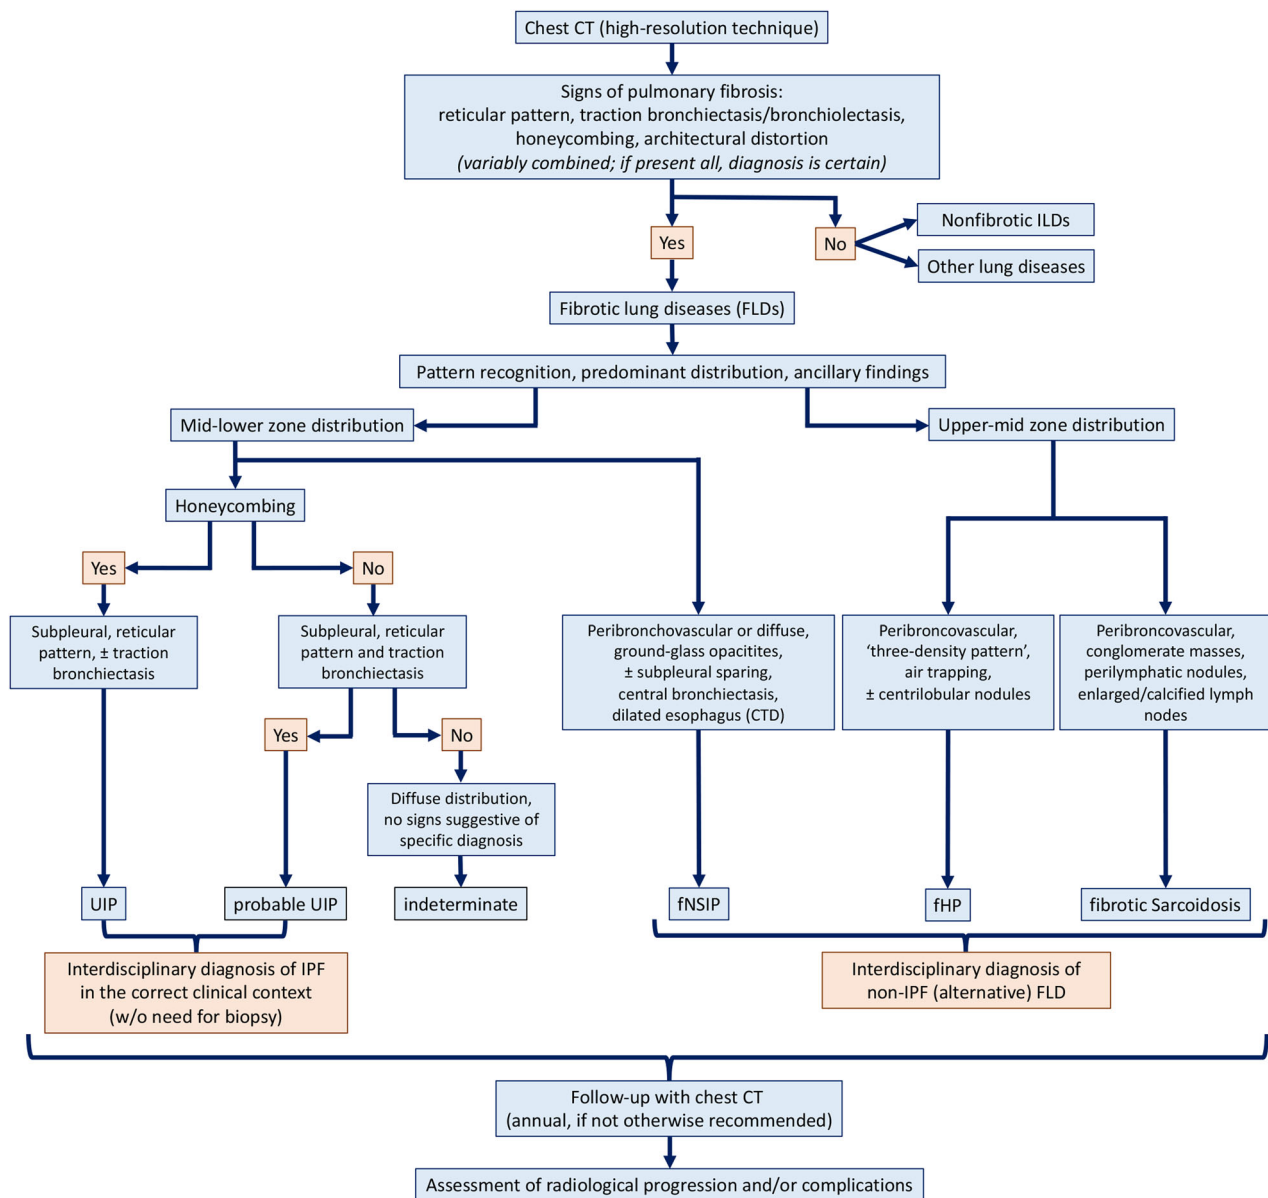 Chest CT (high-resolution technique)
Signs of pulmonary fibrosis:
reticular pattern, traction bronchiectasis/bronchiolectasis,
honeycombing, architectural distortion
(variably combined; if present all, diagnosis is certain)
Yes
No
Nonfibrotic ILDs
Other lung diseases
Fibrotic lung diseases (FLDs)
Pattern recognition, predominant distribution, ancillary findings
Mid-lower zone distribution
Upper-mid zone distribution
Honeycombing
Yes
No
Subpleural, reticular
pattern, ± traction
bronchiectasis
Subpleural, reticular
pattern and traction
bronchiectasis
Peribronchovascular or diffuse,
ground-glass opacitites,
± subpleural sparing,
central bronchiectasis,
dilated esophagus (CTD)
Peribroncovascular,
‘three-density pattern’,
air trapping,
± centrilobular nodules
Peribroncovascular,
conglomerate masses,
perilymphatic nodules,
enlarged/calcified lymph
nodes
Yes
No
Diffuse distribution,
no signs suggestive of
specific diagnosis
UIP
probable UIP
indeterminate
fNSIP
fHP
fibrotic Sarcoidosis
Interdisciplinary diagnosis of IPF
in the correct clinical context
(w/o need for biopsy)
Interdisciplinary diagnosis of
non-IPF (alternative) FLD
Follow-up with chest CT
(annual, if not otherwise recommended)
Assessment of radiological progression and/or complications